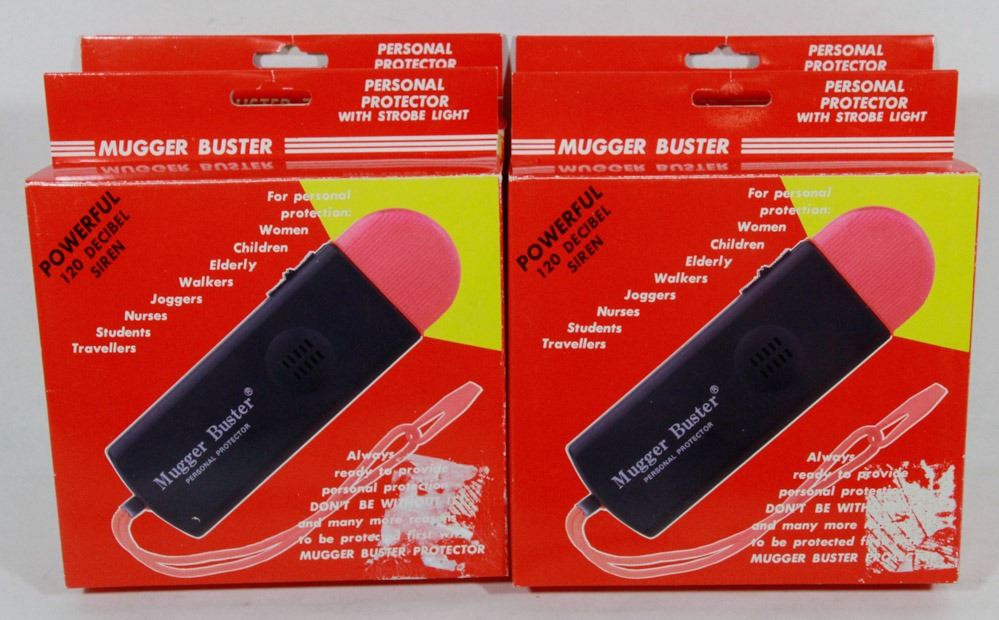 PERSONAL
PROTECTOR
PERSONAL
PROTECTOR
WITH STROBE LIGHT
MUGGER BUSTER
MUGGER BUSTER
POWERFUL
120 DECIBEL
SIREN
For personal
protection:
Women
Children
Elderly
Walkers
Joggers
Nurses
Students
Travellers
Mugger Buster®
PERSONAL PROTECTOR
Always
ready to provide
personal protection
DON'T BE WITHOUT
and many more reasons
to be protected first with
MUGGER BUSTER PROTECTOR
PERSONAL
PROTECTOR
PERSONAL
PROTECTOR
WITH STROBE LIGHT
MUGGER BUSTER
MUGGER BUSTER
POWERFUL
120 DECIBEL
SIREN
For personal
protection:
Women
Children
Elderly
Walkers
Joggers
Nurses
Students
Travellers
Mugger Buster®
PERSONAL PROTECTOR
Always
ready to provide
personal
DON'T BE
and many more
to be protected
MUGGER BUSTER